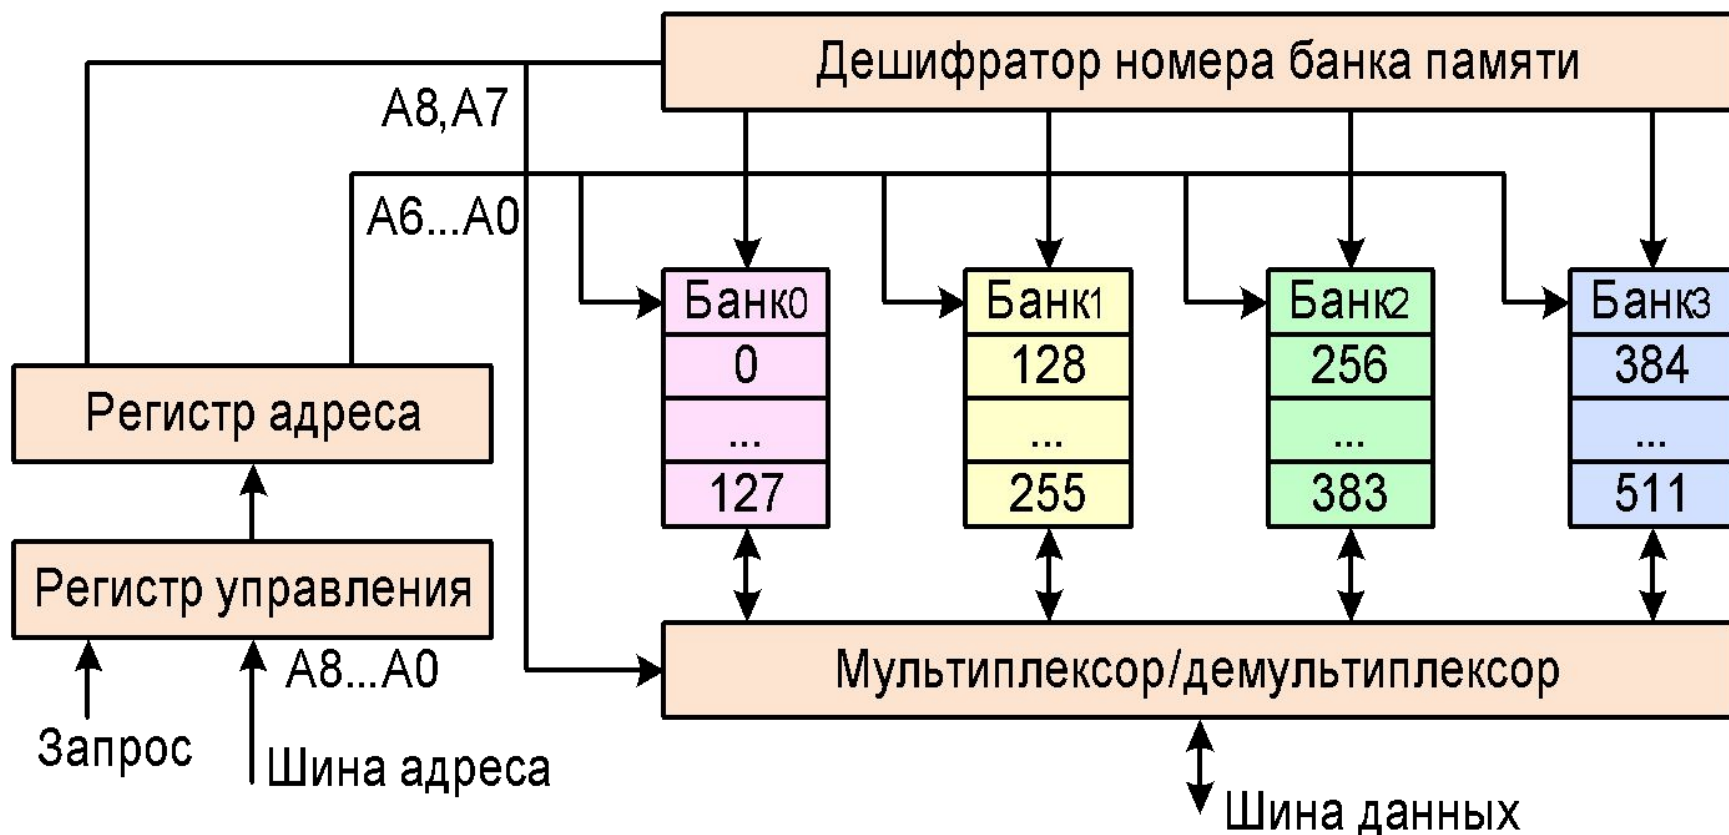 Дешифратор номера банка памяти
A8,A7
A6...A0
Банк0
Банк1
Банк2
Банк3
0
128
256
384
...
...
...
...
127
255
383
511
Регистр адреса
Регистр управления
A8...A0
Запрос
Шина адреса
Мультиплексор/демультиплексор
Шина данных